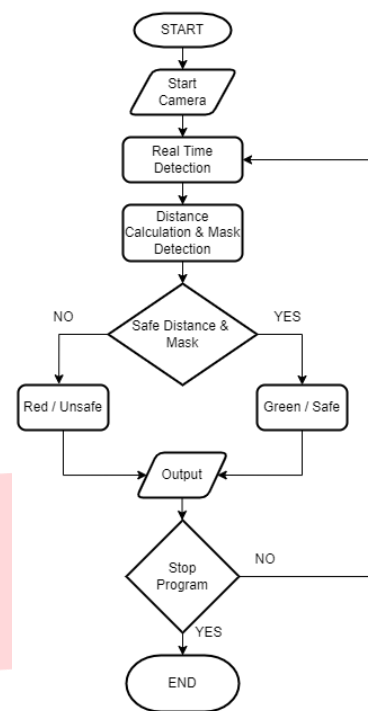 START
Start
Camera
Real Time
Detection
Distance
Calculation & Mask
Detection
NO
YES
Safe Distance &
Mask
Red / Unsafe
Green / Safe
Output
Stop
Program
NO
YES
END